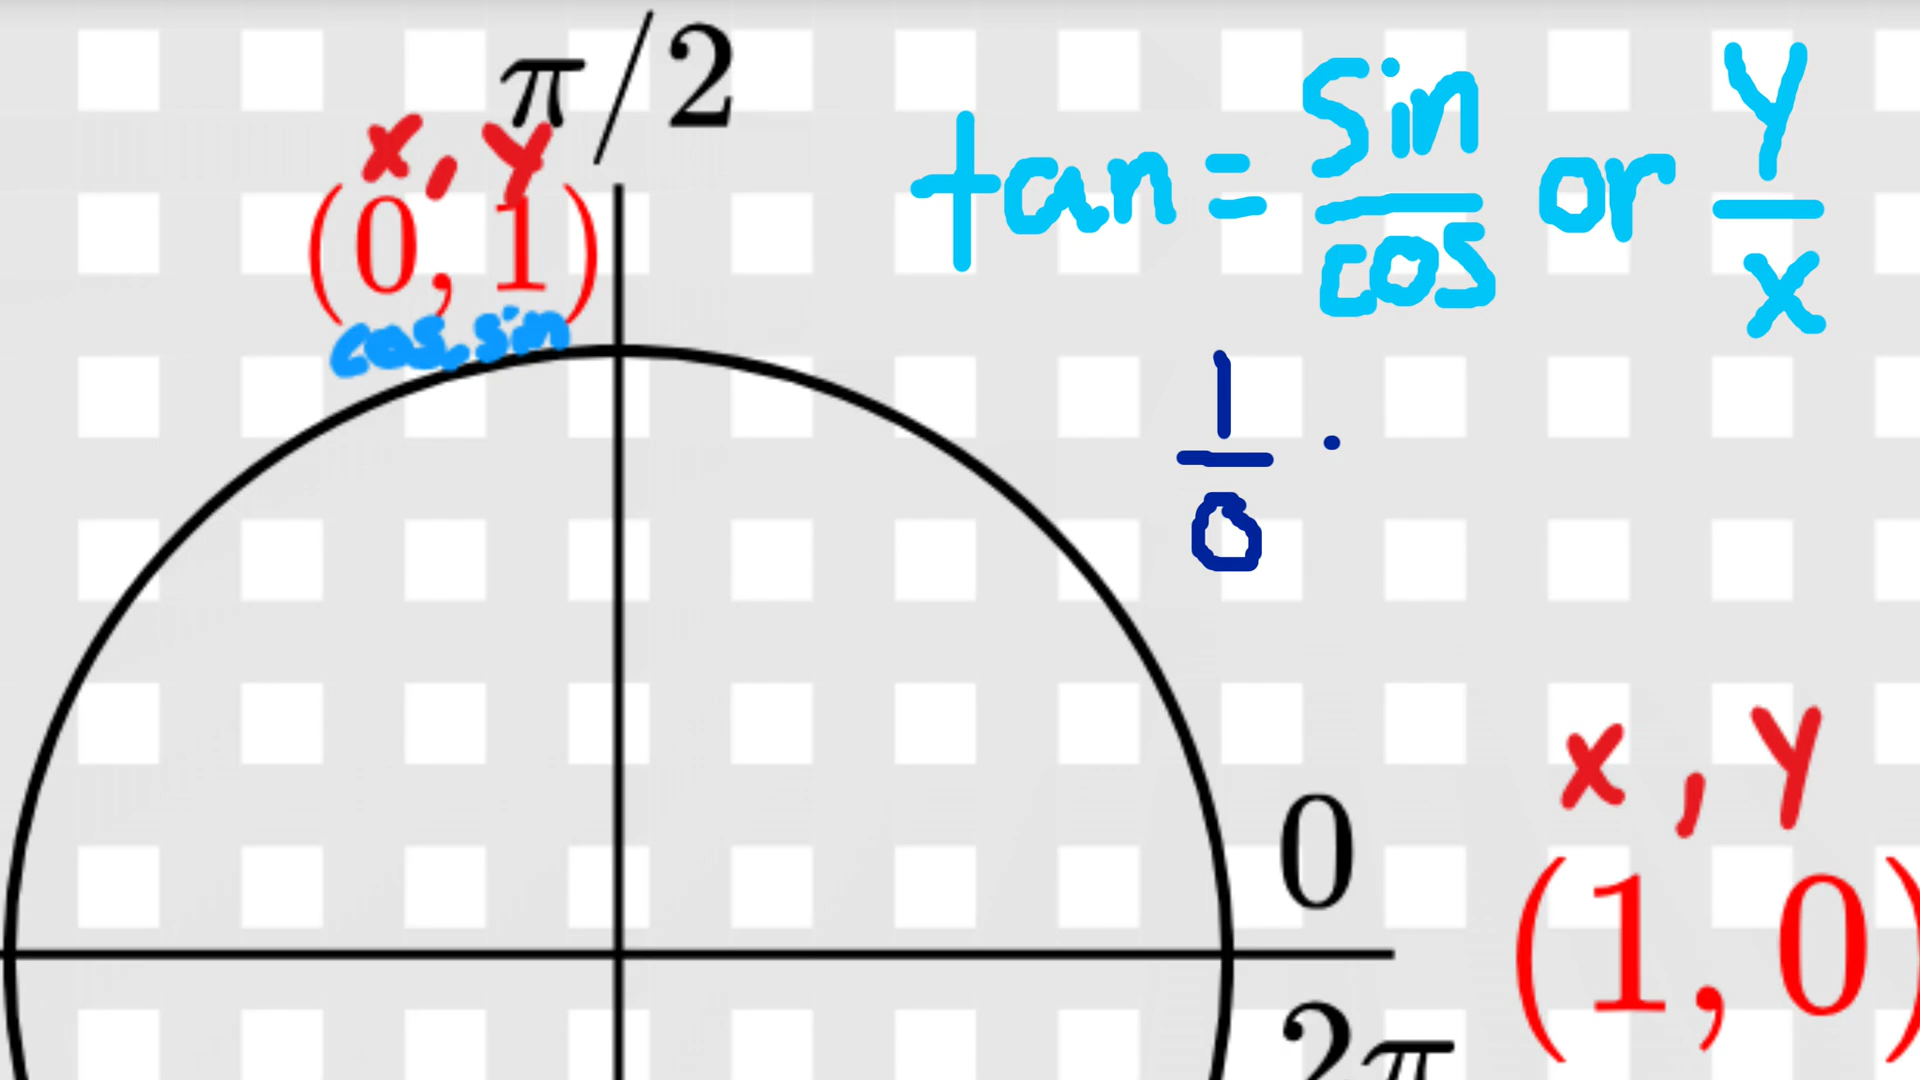 π/2
x, y
(0, 1)
cos, sin
tan = sin/cos or y/x
1/0 .
x, y
0
(1, 0)
2π